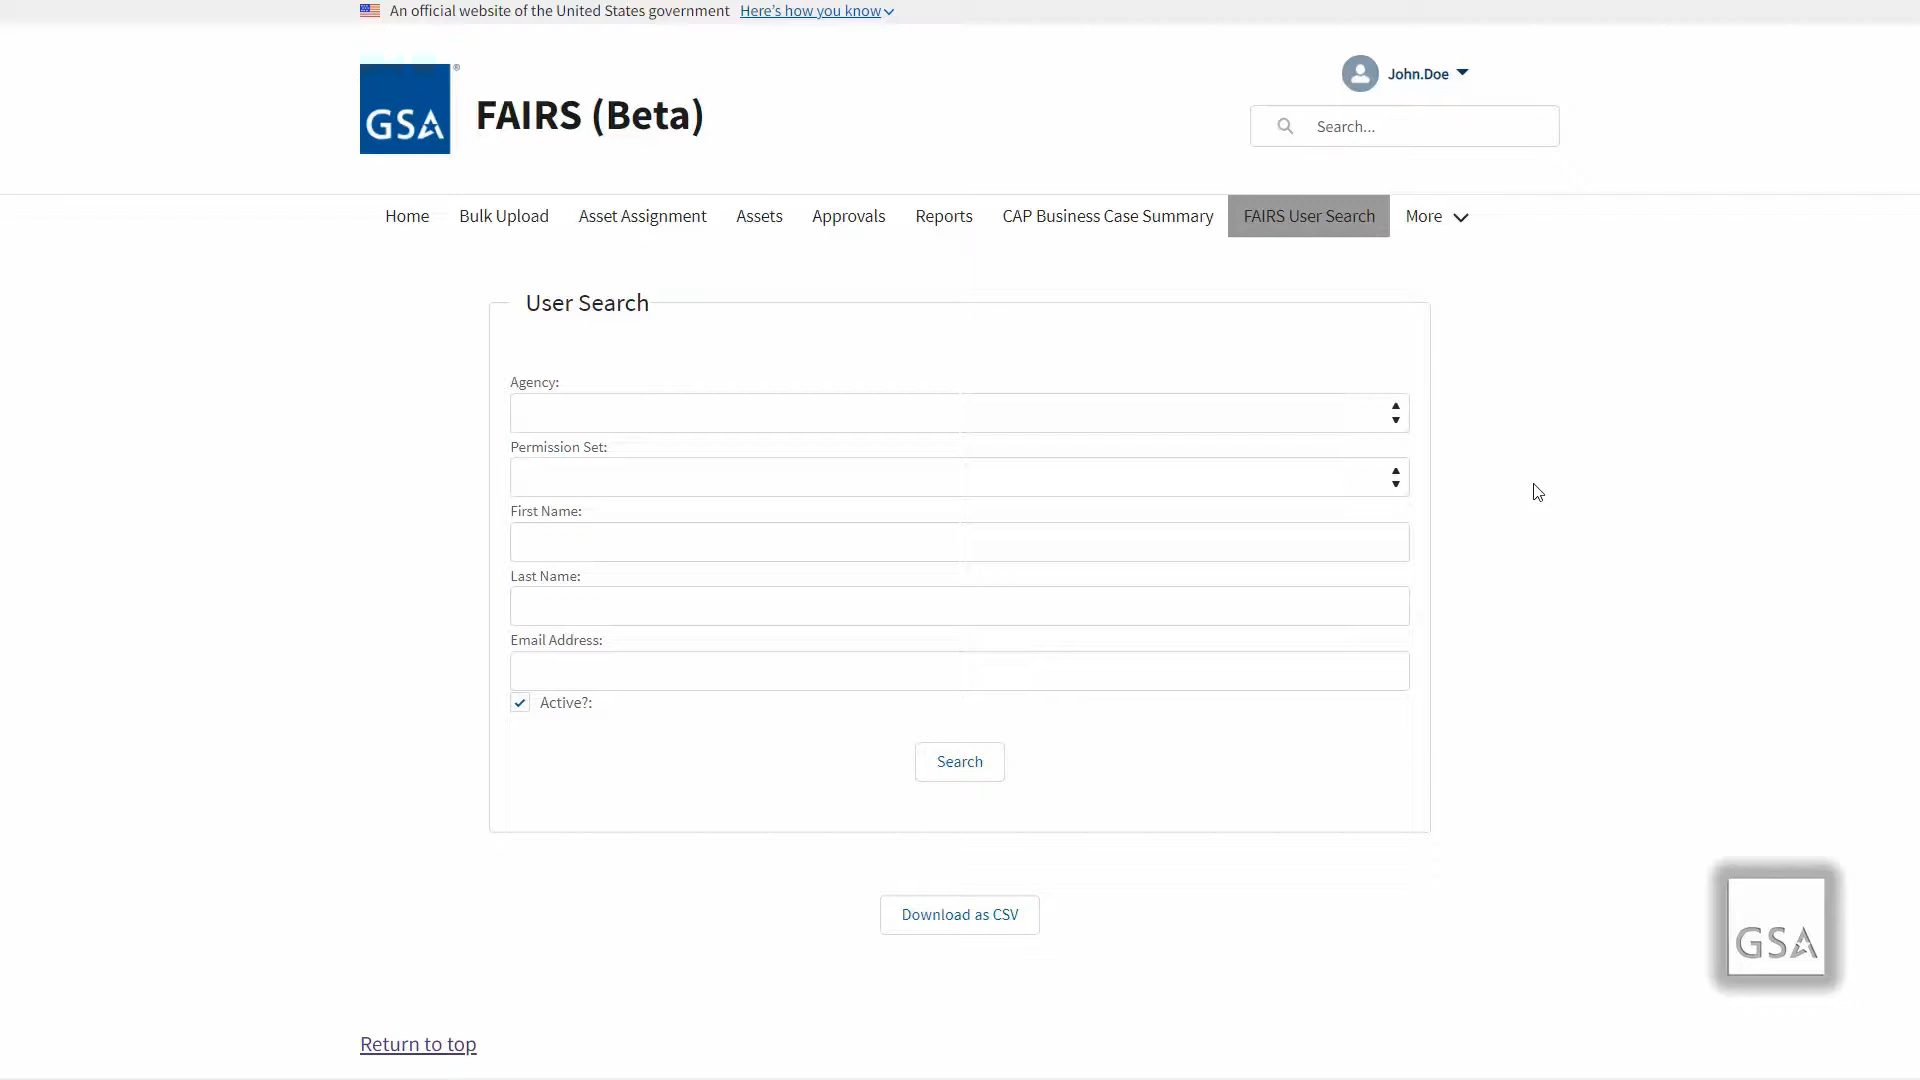 An official website of the United States government Here's how you know
GSA
®
FAIRS (Beta)
John.Doe
Search...
Home Bulk Upload Asset Assignment Assets Approvals Reports CAP Business Case Summary FAIRS User Search More
User Search
Agency:
Permission Set:
First Name:
Last Name:
Email Address:
Active?:
Search
Download as CSV
GSA
Return to top